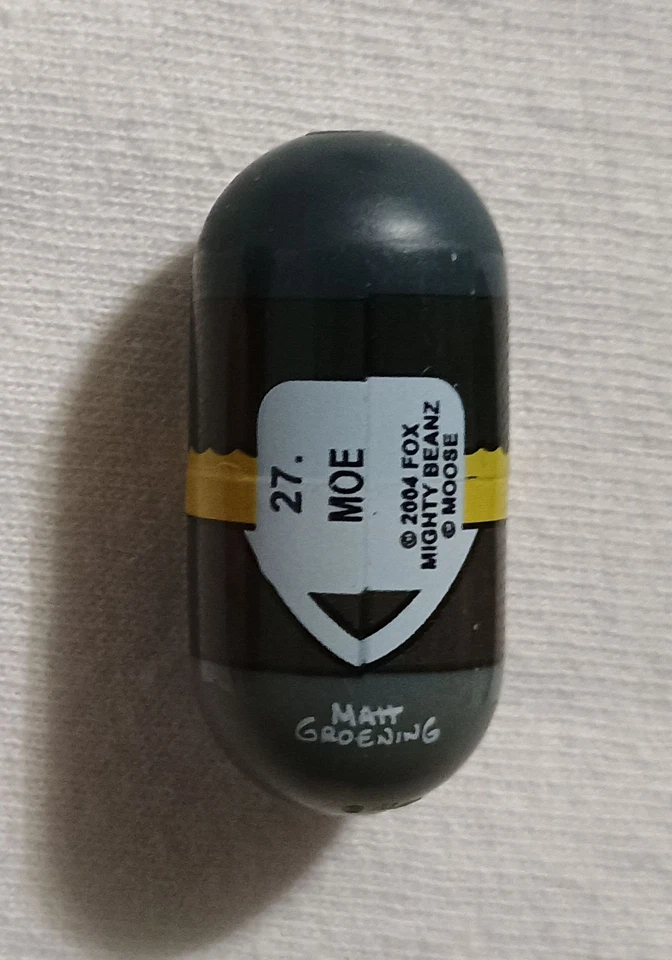 27.
MOE
© 2004 FOX
MIGHTY BEANZ
© MOOSE
MATT
GROENING